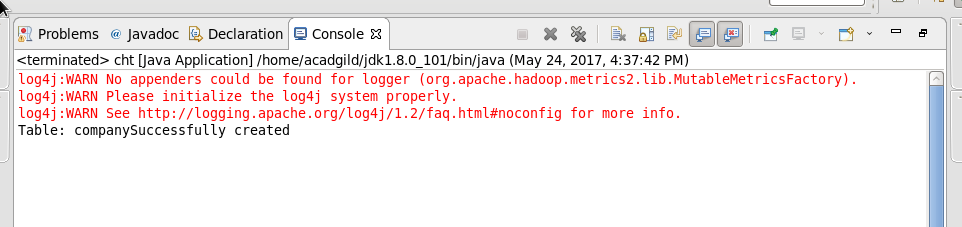 Problems @ Javadoc Declaration Console
<terminated> cht [Java Application] /home/acadgild/jdk1.8.0_101/bin/java (May 24, 2017, 4:37:42 PM)
log4j:WARN No appenders could be found for logger (org.apache.hadoop.metrics2.lib.MutableMetricsFactory).
log4j:WARN Please initialize the log4j system properly.
log4j:WARN See http://logging.apache.org/log4j/1.2/faq.html#noconfig for more info.
Table: companySuccessfully created